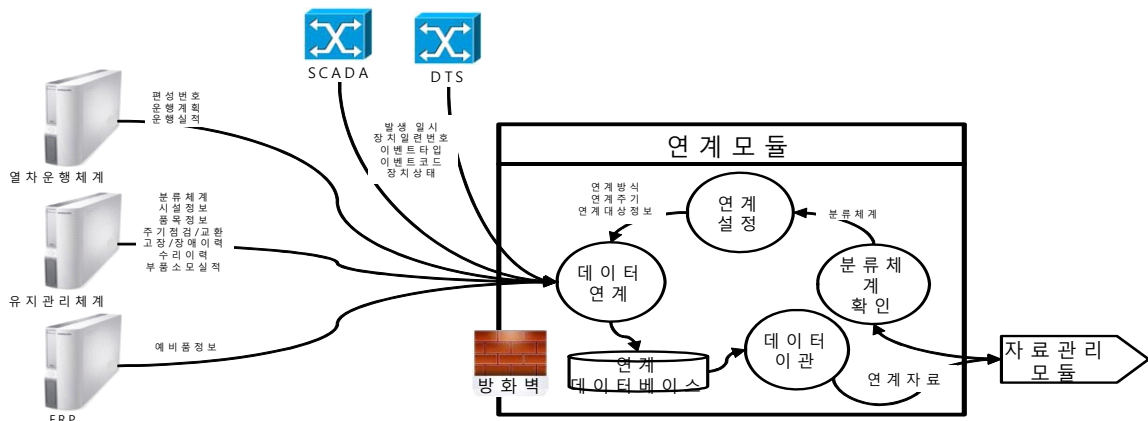 SCADA
DTS
편성번호
운행계획
운행실적
열차운행체계
발생 일시
장치일련번호
이벤트타입
이벤트코드
장치상태
연계모듈
분류체계
시설정보
품목정보
주기점검/교환
고장/장애이력
수리이력
부품소모실적
유지관리체계
연계방식
연계주기
연계대상정보
연계
설정
분류체계
데이터
연계
분류체
계
확인
예비품정보
ERP
방화벽
연계
데이터베이스
데이터
이관
연계자료
자료관리
모듈